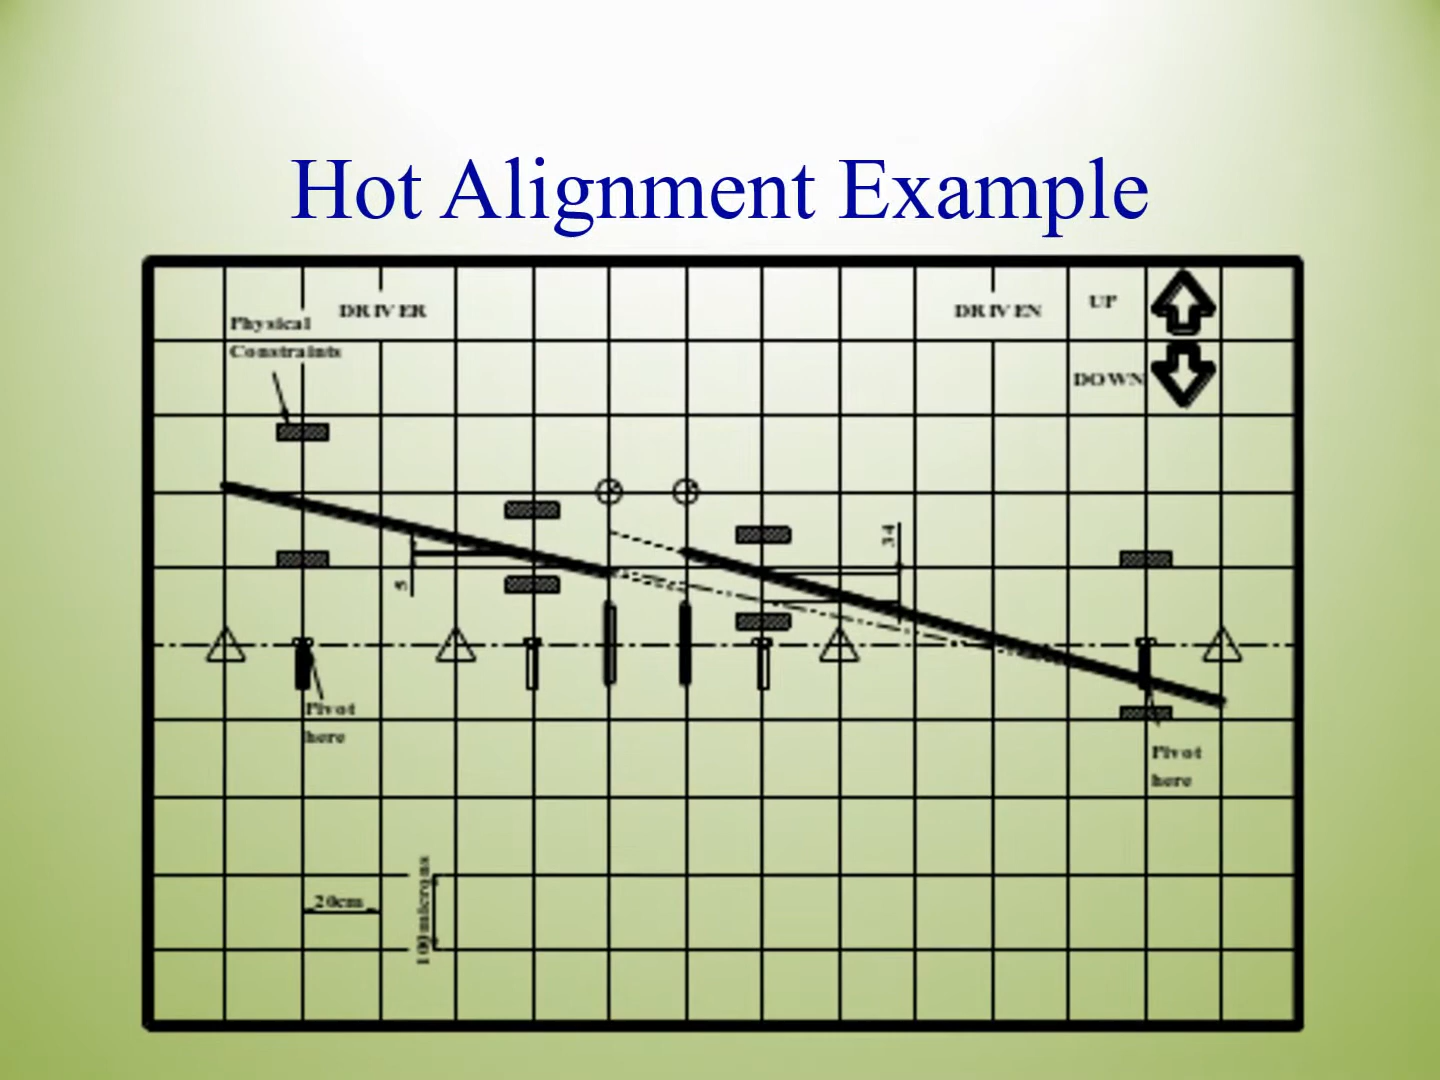 Hot Alignment Example
DRIVER
DRIVEN
UP
Physical
Constraints
DOWN
34
5
Pivot
here
Pivot
here
20cm
100microns